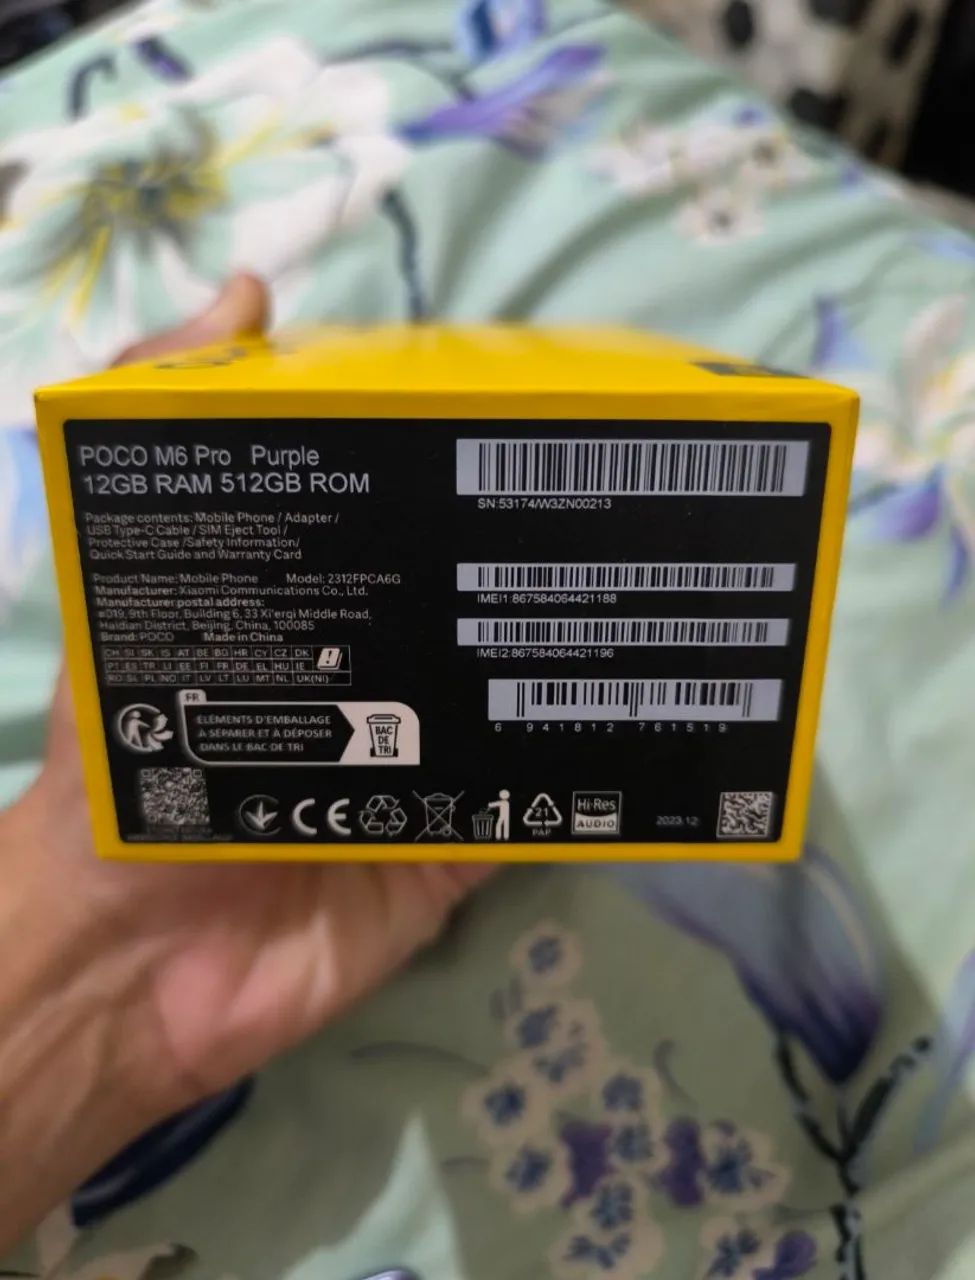 POCO M6 Pro Purple
12GB RAM 512GB ROM
Package contents: Mobile Phone / Adapter /
USB Type-C Cable / SIM Eject Tool /
Protective Case /Safety Information/
Quick Start Guide and Warranty Card
Product Name: Mobile Phone Model: 2312FPCA6G
Manufacturer: Xiaomi Communications Co., Ltd.
Manufacturer postal address:
#019, 9th Floor, Building 6, 33 Xi'erqi Middle Road,
Haidian District, Beijing, China, 100085
Brand: POCO Made in China
CH SI SK IS AT BE BG HR CY CZ DK
PT ES TR LI EE FI FR DE EL HU IE
RO SE PL NO IT LV LT LU MT NL UK(NI)
FR
ÉLÉMENTS D'EMBALLAGE
À SÉPARER ET À DÉPOSER
DANS LE BAC DE TRI
BAC
DE
TRI
SN:53174/W3ZN00213
IMEI1:867584064421188
IMEI2:867584064421196
6 941812 761519
CE
21
PAP
Hi-Res
AUDIO
2023.12